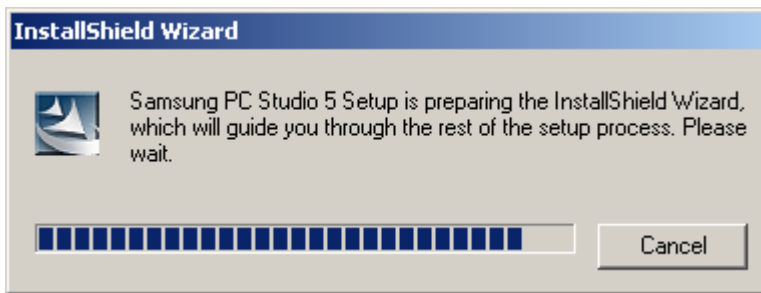 InstallShield Wizard
Samsung PC Studio 5 Setup is preparing the InstallShield Wizard,
which will guide you through the rest of the setup process. Please
wait.
Cancel